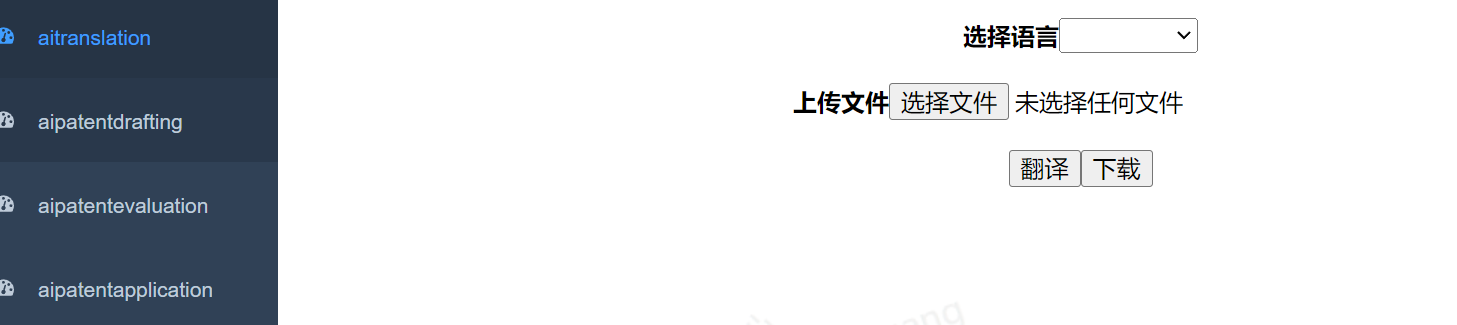 aitranslation
aipatentdrafting
aipatentevaluation
aipatentapplication
选择语言
上传文件 选择文件 未选择任何文件
翻译 下载